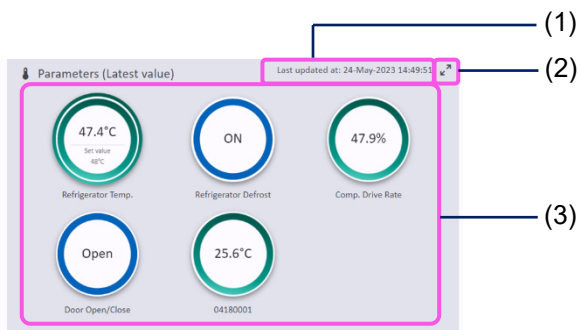 (1)
Parameters (Latest value)
Last updated at: 24-May-2023 14:49:51
(2)
47.4°C
Set value
48°C
Refrigerator Temp.
ON
Refrigerator Defrost
47.9%
Comp. Drive Rate
(3)
Open
Door Open/Close
25.6°C
04180001